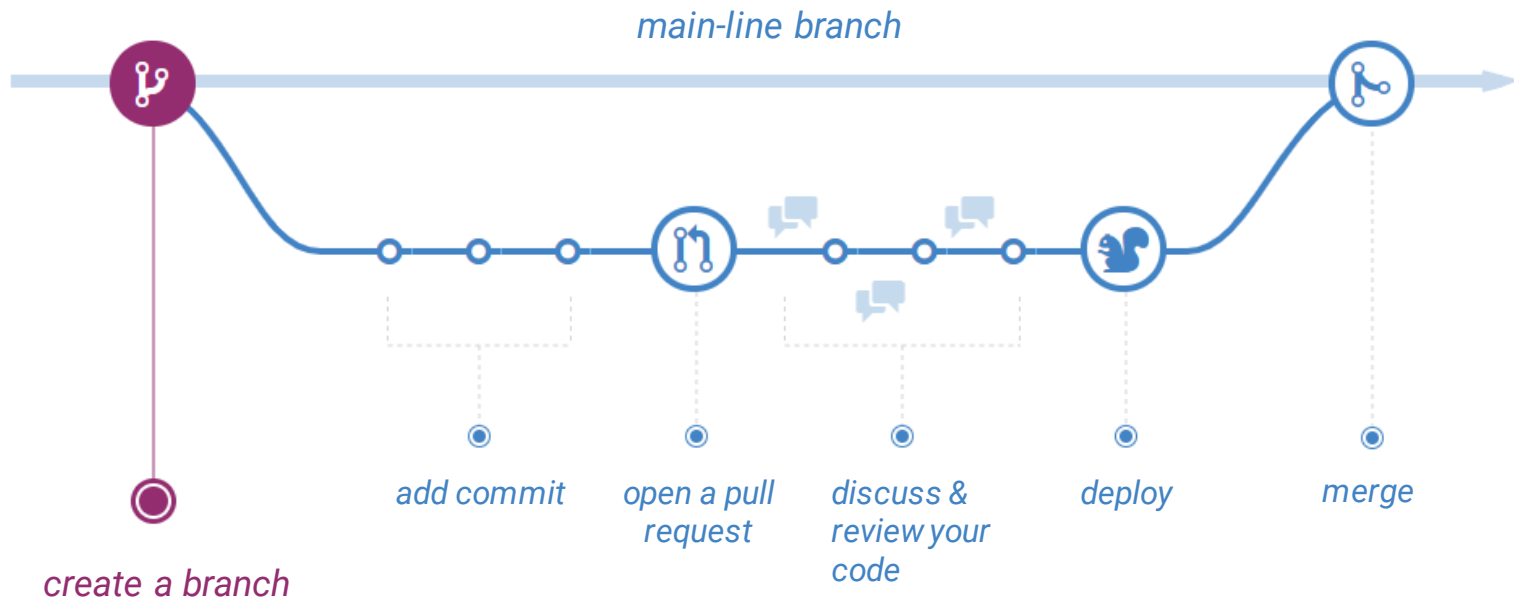 main-line branch
add commit
open a pull
request
discuss &
review your
code
deploy
merge
create a branch